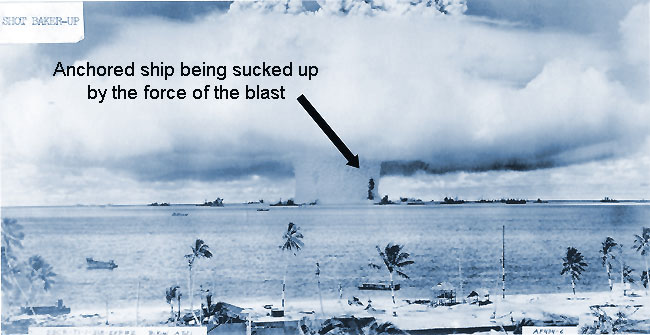 SHOT BAKER-UP
Anchored ship being sucked up
by the force of the blast